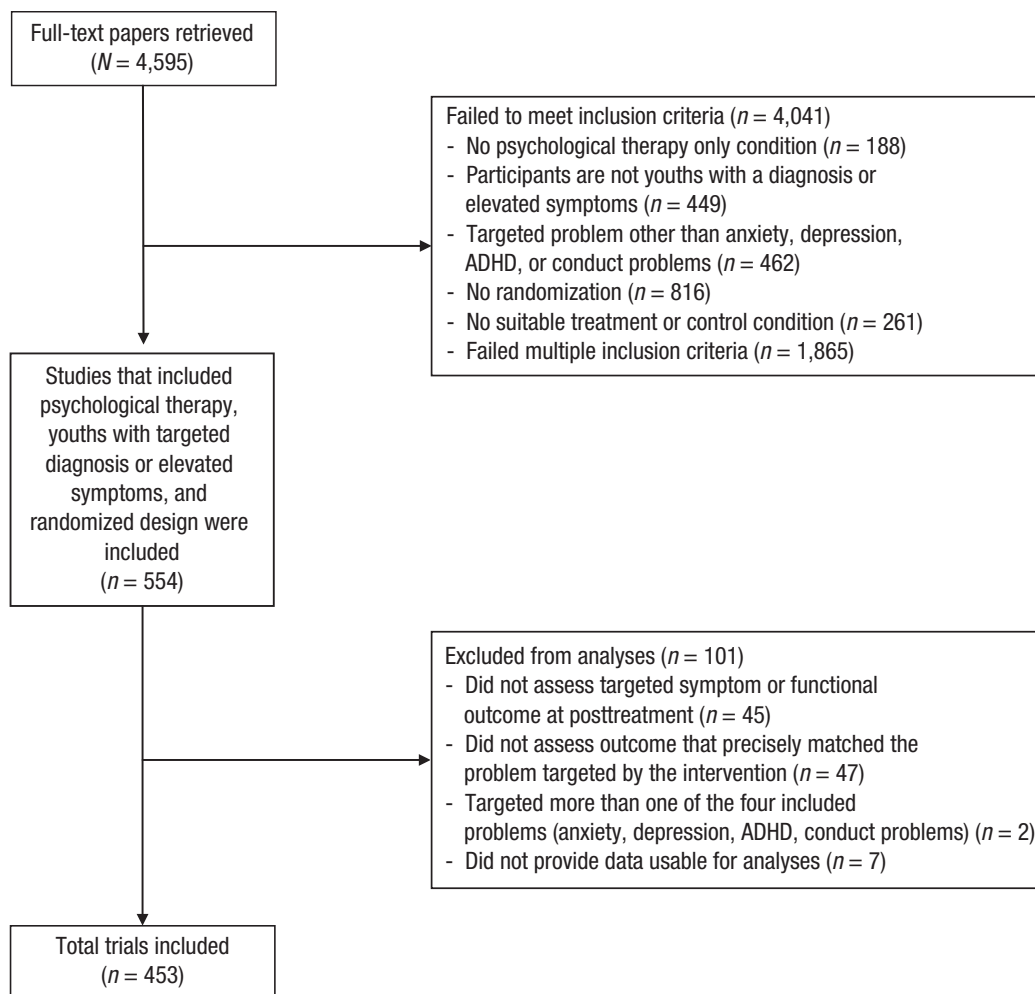 Full-text papers retrieved
(N = 4,595)
Failed to meet inclusion criteria (n = 4,041)
- No psychological therapy only condition (n = 188)
- Participants are not youths with a diagnosis or
elevated symptoms (n = 449)
- Targeted problem other than anxiety, depression,
ADHD, or conduct problems (n = 462)
- No randomization (n = 816)
- No suitable treatment or control condition (n = 261)
- Failed multiple inclusion criteria (n = 1,865)
Studies that included
psychological therapy,
youths with targeted
diagnosis or elevated
symptoms, and
randomized design were
included
(n = 554)
Excluded from analyses (n = 101)
- Did not assess targeted symptom or functional
outcome at posttreatment (n = 45)
- Did not assess outcome that precisely matched the
problem targeted by the intervention (n = 47)
- Targeted more than one of the four included
problems (anxiety, depression, ADHD, conduct problems) (n = 2)
- Did not provide data usable for analyses (n = 7)
Total trials included
(n = 453)